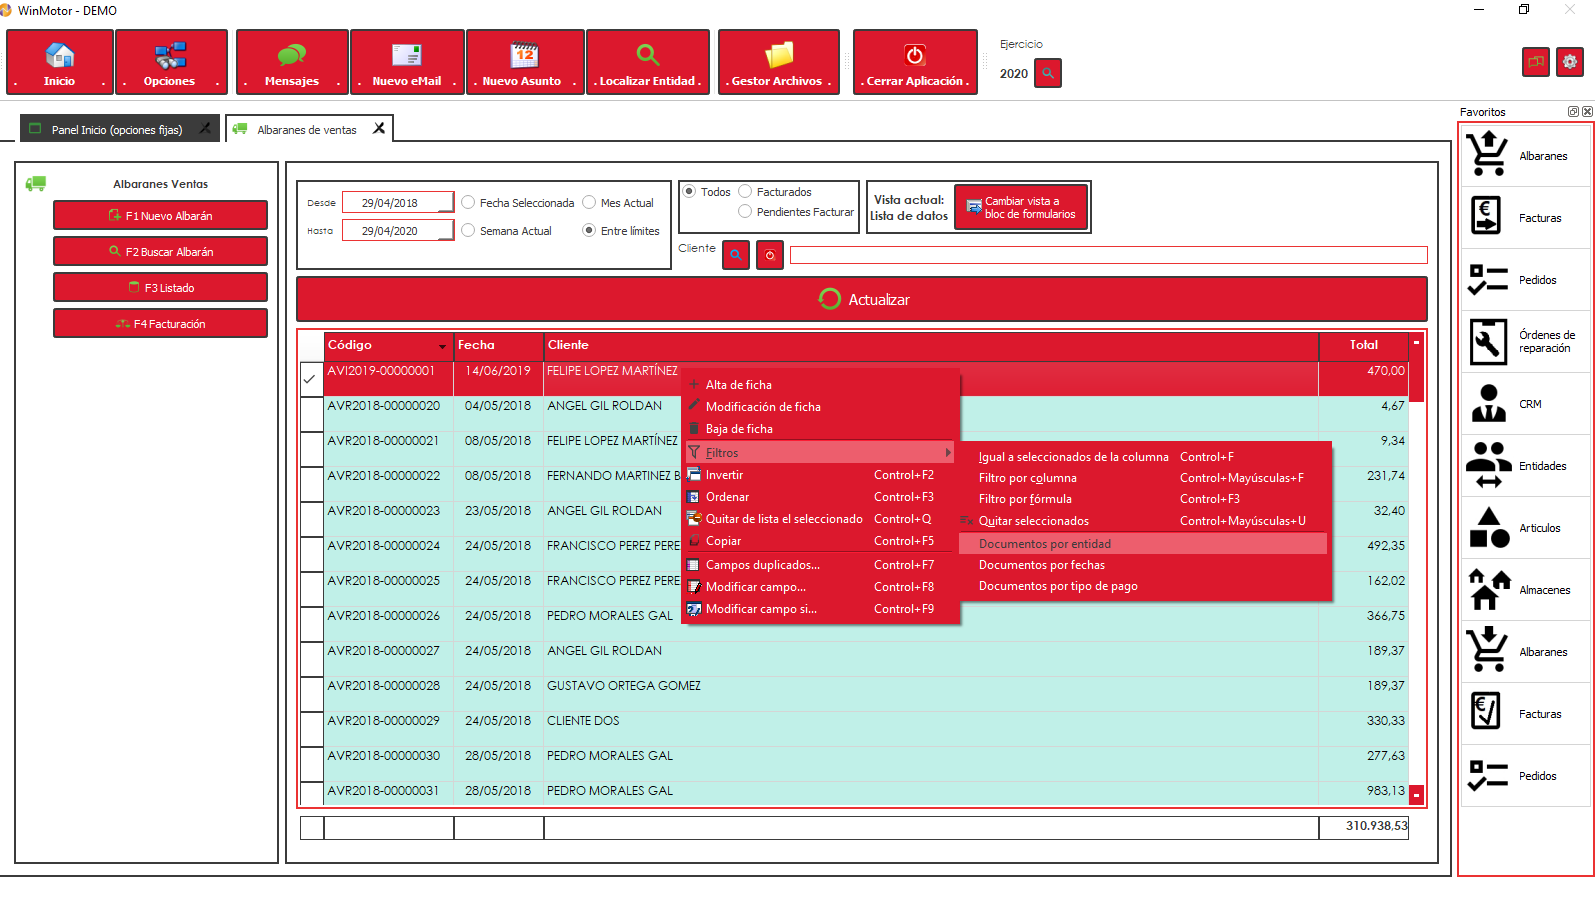 WinMotor - DEMO
. Inicio .
. Opciones .
. Mensajes .
. Nuevo eMail .
. Nuevo Asunto .
. Localizar Entidad .
. Gestor Archivos .
. Cerrar Aplicación .
12
Ejercicio
2020
Panel Inicio (opciones fijas)
Albaranes de ventas
Albaranes Ventas
F1 Nuevo Albarán
F2 Buscar Albarán
F3 Listado
F4 Facturación
Desde 29/04/2018
Fecha Seleccionada
Mes Actual
Hasta 29/04/2020
Semana Actual
Entre límites
Todos
Facturados
Pendientes Facturar
Vista actual:
Lista de datos
Cambiar vista a
bloc de formularios
Cliente
Actualizar
Código Fecha Cliente Total
AVI2019-00000001 14/06/2019 FELIPE LOPEZ MARTÍNEZ 470,00
AVR2018-00000020 04/05/2018 ANGEL GIL ROLDAN 4,67
AVR2018-00000021 08/05/2018 FELIPE LOPEZ MARTÍNEZ 9,34
AVR2018-00000022 08/05/2018 FERNANDO MARTINEZ B 231,74
AVR2018-00000023 23/05/2018 ANGEL GIL ROLDAN 32,40
AVR2018-00000024 24/05/2018 FRANCISCO PEREZ PERE 492,35
AVR2018-00000025 24/05/2018 FRANCISCO PEREZ PERE 162,02
AVR2018-00000026 24/05/2018 PEDRO MORALES GAL 366,75
AVR2018-00000027 24/05/2018 ANGEL GIL ROLDAN 189,37
AVR2018-00000028 24/05/2018 GUSTAVO ORTEGA GOMEZ 189,37
AVR2018-00000029 24/05/2018 CLIENTE DOS 330,33
AVR2018-00000030 28/05/2018 PEDRO MORALES GAL 277,63
AVR2018-00000031 28/05/2018 PEDRO MORALES GAL 983,13
310.938,53
Alta de ficha
Modificación de ficha
Baja de ficha
Filtros
Invertir Control+F2
Ordenar Control+F3
Quitar de lista el seleccionado Control+Q
Copiar Control+F5
Campos duplicados... Control+F7
Modificar campo... Control+F8
Modificar campo si... Control+F9
Igual a seleccionados de la columna Control+F
Filtro por columna Control+Mayúsculas+F
Filtro por fórmula Control+F3
Quitar seleccionados Control+Mayúsculas+U
Documentos por entidad
Documentos por fechas
Documentos por tipo de pago
Favoritos
Albaranes
Facturas
Pedidos
Órdenes de
reparación
CRM
Entidades
Articulos
Almacenes
Albaranes
Facturas
Pedidos